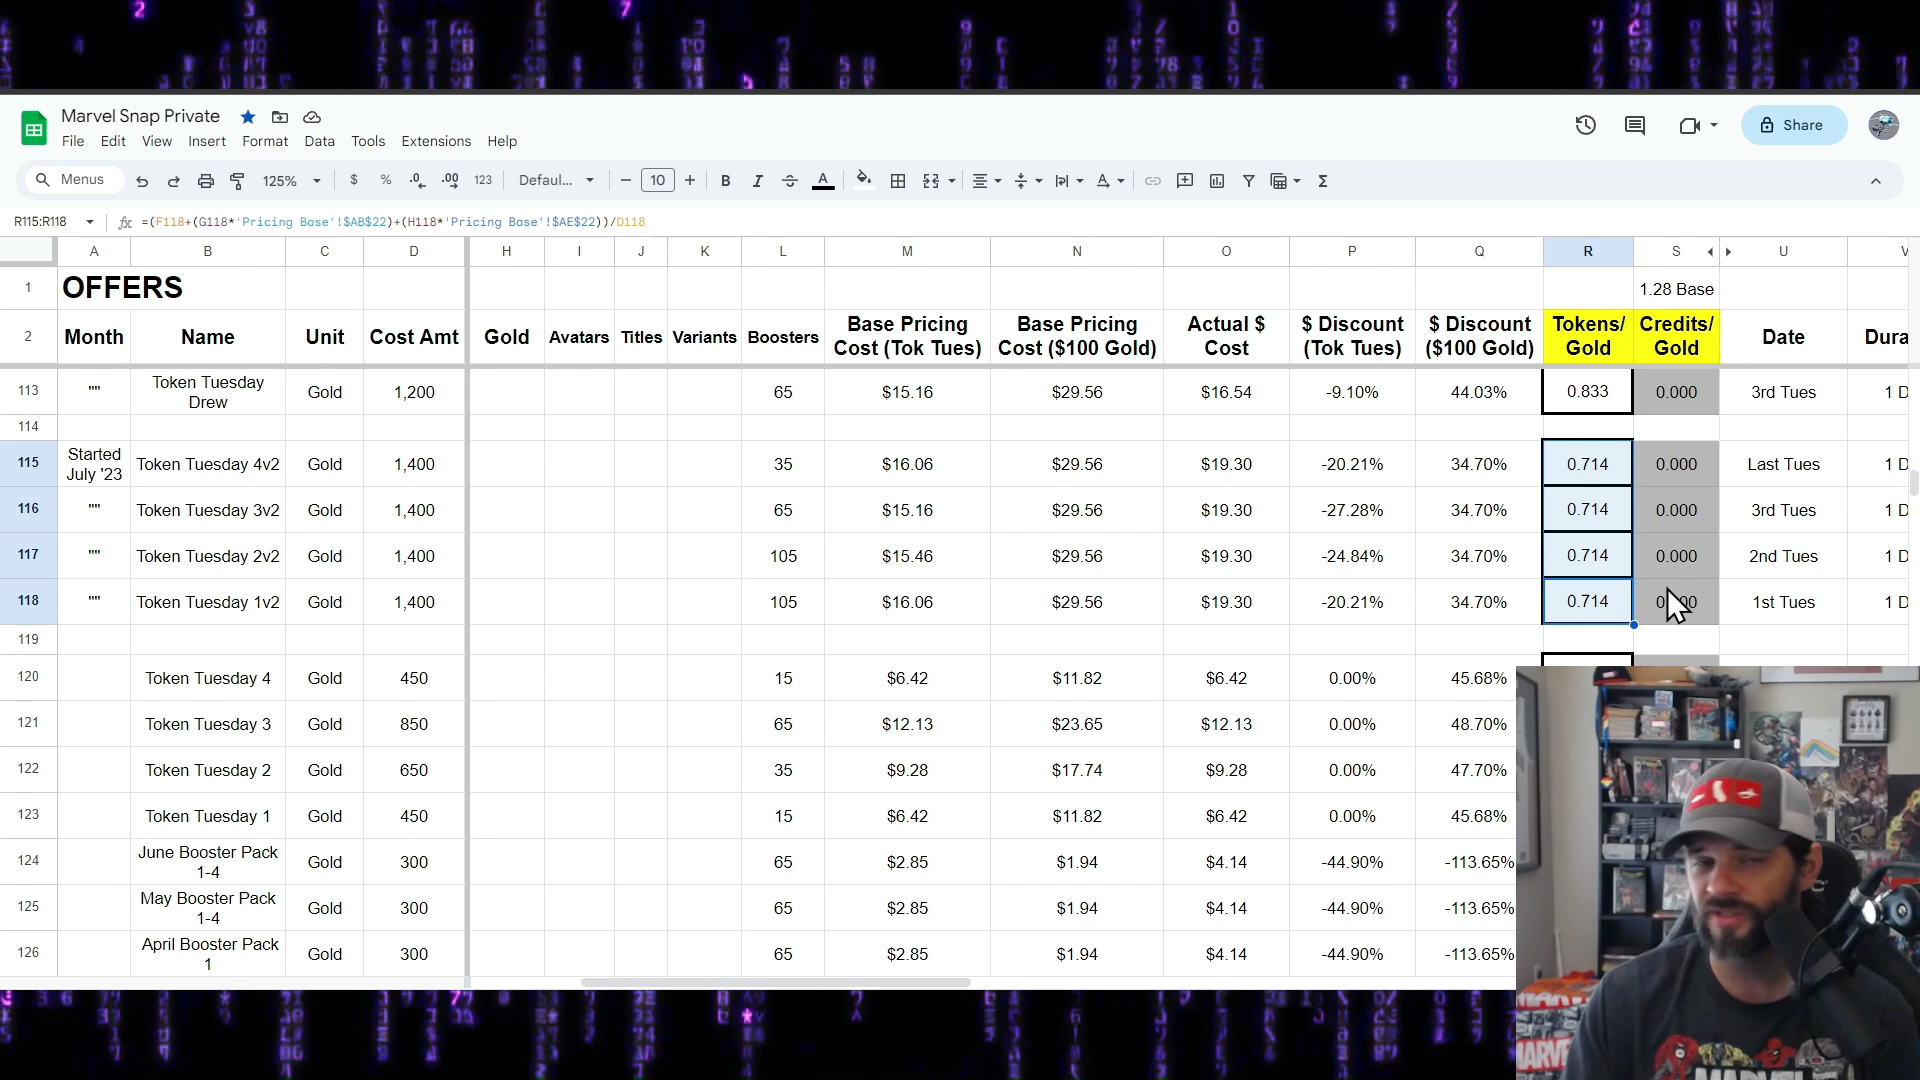 Marvel Snap Private
File Edit View Insert Format Data Tools Extensions Help
Share
Menus 125% $ % .0 .00 123 Defaul... 10 B I A
R115:R118 =(F118+(G118*'Pricing Base'!$AB$22)+(H118*'Pricing Base'!$AE$22))/D118
A B C D H I J K L M N O P Q R S U V
1 OFFERS 1.28 Base
2 Month Name Unit Cost Amt Gold Avatars Titles Variants Boosters Base Pricing Cost (Tok Tues) Base Pricing Cost ($100 Gold) Actual $ Cost $ Discount (Tok Tues) $ Discount ($100 Gold) Tokens/ Gold Credits/ Gold Date Dura
113 "" Token Tuesday Drew Gold 1,200 65 $15.16 $29.56 $16.54 -9.10% 44.03% 0.833 0.000 3rd Tues 1 D
114
115 Started July '23 Token Tuesday 4v2 Gold 1,400 35 $16.06 $29.56 $19.30 -20.21% 34.70% 0.714 0.000 Last Tues 1 D
116 "" Token Tuesday 3v2 Gold 1,400 65 $15.16 $29.56 $19.30 -27.28% 34.70% 0.714 0.000 3rd Tues 1 D
117 "" Token Tuesday 2v2 Gold 1,400 105 $15.46 $29.56 $19.30 -24.84% 34.70% 0.714 0.000 2nd Tues 1 D
118 "" Token Tuesday 1v2 Gold 1,400 105 $16.06 $29.56 $19.30 -20.21% 34.70% 0.714 1st Tues 1 D
119
120 Token Tuesday 4 Gold 450 15 $6.42 $11.82 $6.42 0.00% 45.68%
121 Token Tuesday 3 Gold 850 65 $12.13 $23.65 $12.13 0.00% 48.70%
122 Token Tuesday 2 Gold 650 35 $9.28 $17.74 $9.28 0.00% 47.70%
123 Token Tuesday 1 Gold 450 15 $6.42 $11.82 $6.42 0.00% 45.68%
124 June Booster Pack 1-4 Gold 300 65 $2.85 $1.94 $4.14 -44.90% -113.65%
125 May Booster Pack 1-4 Gold 300 65 $2.85 $1.94 $4.14 -44.90% -113.65%
126 April Booster Pack 1 Gold 300 65 $2.85 $1.94 $4.14 -44.90% -113.65%